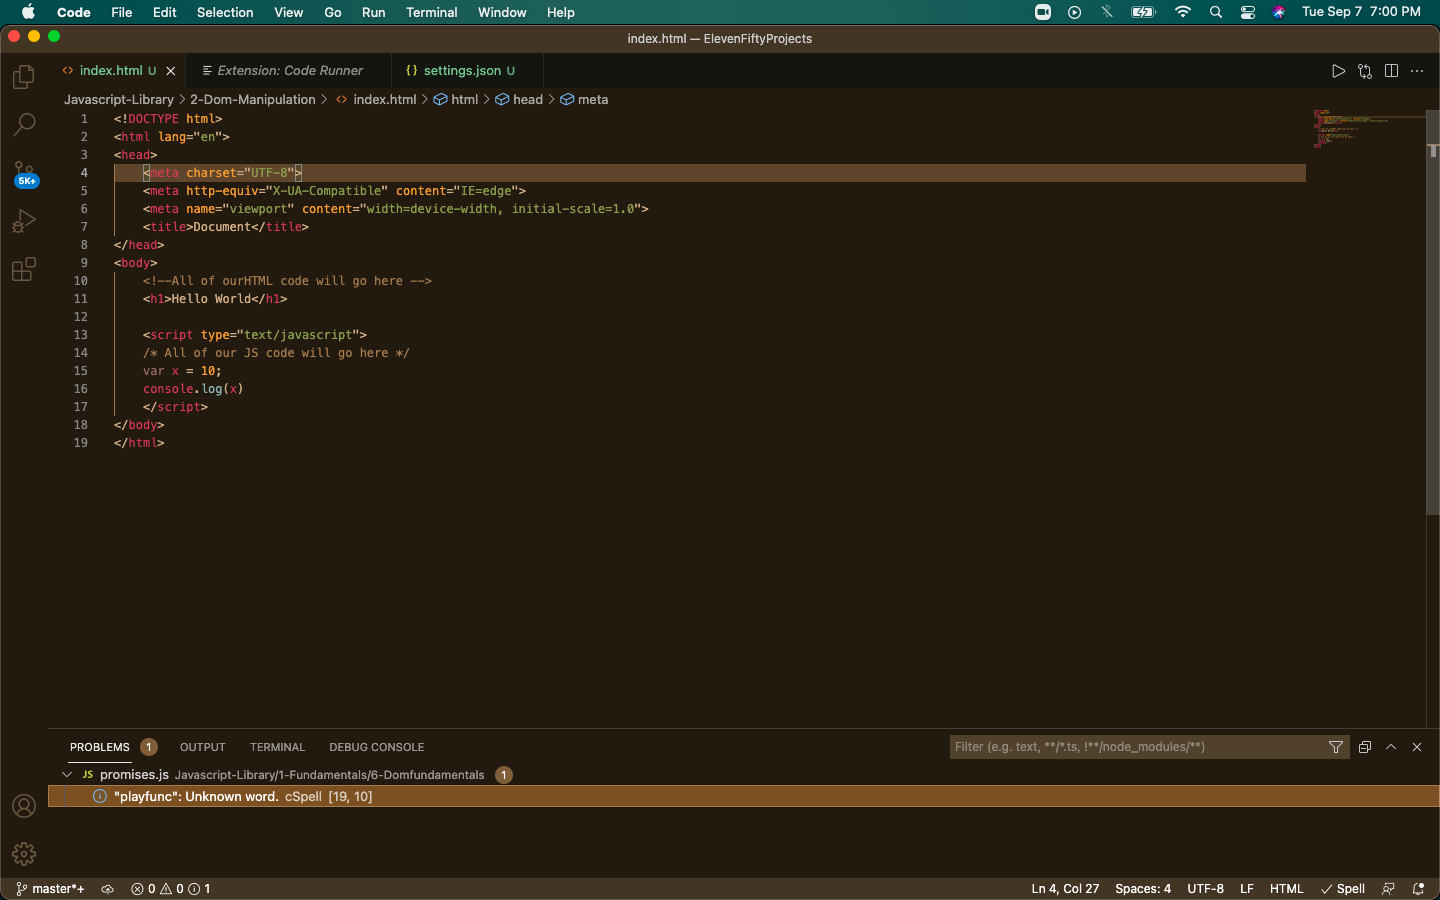 Code File Edit Selection View Go Run Terminal Window Help Tue Sep 7 7:00 PM
index.html — ElevenFiftyProjects
<> index.html U Extension: Code Runner {} settings.json U
Javascript-Library > 2-Dom-Manipulation > <> index.html > html > head > meta
1 <!DOCTYPE html>
2 <html lang="en">
3 <head>
4 <meta charset="UTF-8">
5 <meta http-equiv="X-UA-Compatible" content="IE=edge">
6 <meta name="viewport" content="width=device-width, initial-scale=1.0">
7 <title>Document</title>
8 </head>
9 <body>
10 <!--All of ourHTML code will go here -->
11 <h1>Hello World</h1>
12
13 <script type="text/javascript">
14 /* All of our JS code will go here */
15 var x = 10;
16 console.log(x)
17 </script>
18 </body>
19 </html>
5K+
PROBLEMS 1 OUTPUT TERMINAL DEBUG CONSOLE Filter (e.g. text, **/*.ts, !**/node_modules/**)
JS promises.js Javascript-Library/1-Fundamentals/6-Domfundamentals 1
"playfunc": Unknown word. cSpell [19, 10]
master*+ 0 0 1 Ln 4, Col 27 Spaces: 4 UTF-8 LF HTML Spell